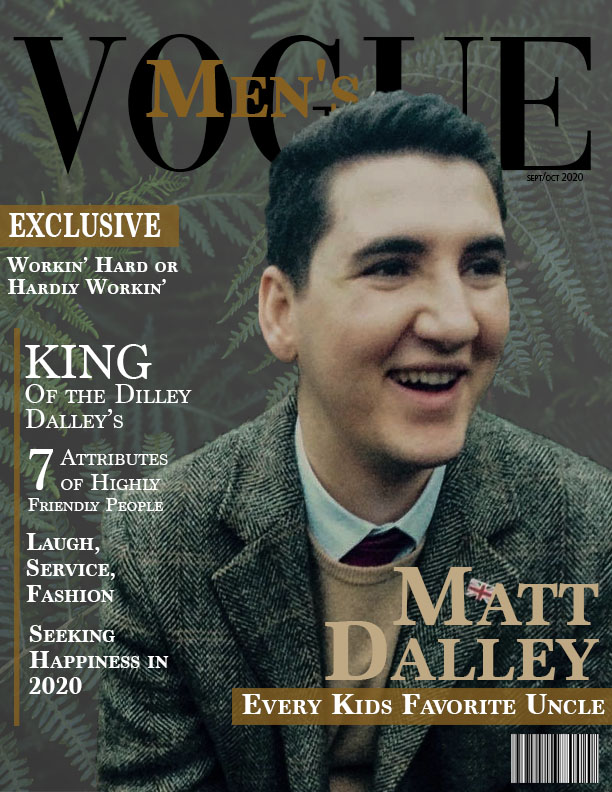 VOGUE
Men's
SEPT/OCT 2020
EXCLUSIVE
Workin' Hard or
Hardly Workin'
KING
Of the Dilley
Dalley's
7 Attributes
of Highly
Friendly People
Laugh,
Service,
Fashion
Seeking
Happiness in
2020
Matt
Dalley
Every Kids Favorite Uncle